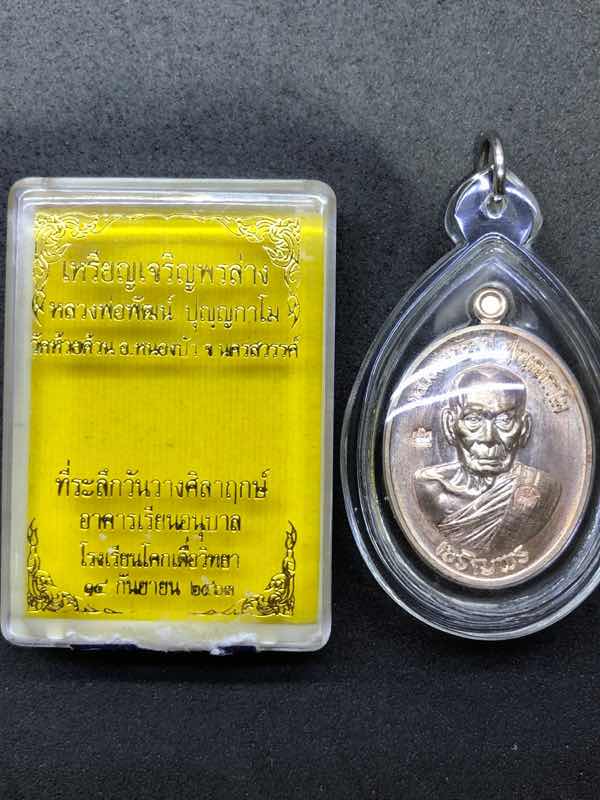 เหรียญเจริญพรล่าง
หลวงพ่อพัฒน์ ปุญญกาโม
วัดห้วยด้วน อ.หนองบัว จ.นครสวรรค์
ที่ระลึกวันวางศิลาฤกษ์
อาคารเรียนอนุบาล
โรงเรียนโคกเดื่อวิทยา
๑๙ กันยายน ๒๕๖๓
เจริญพร